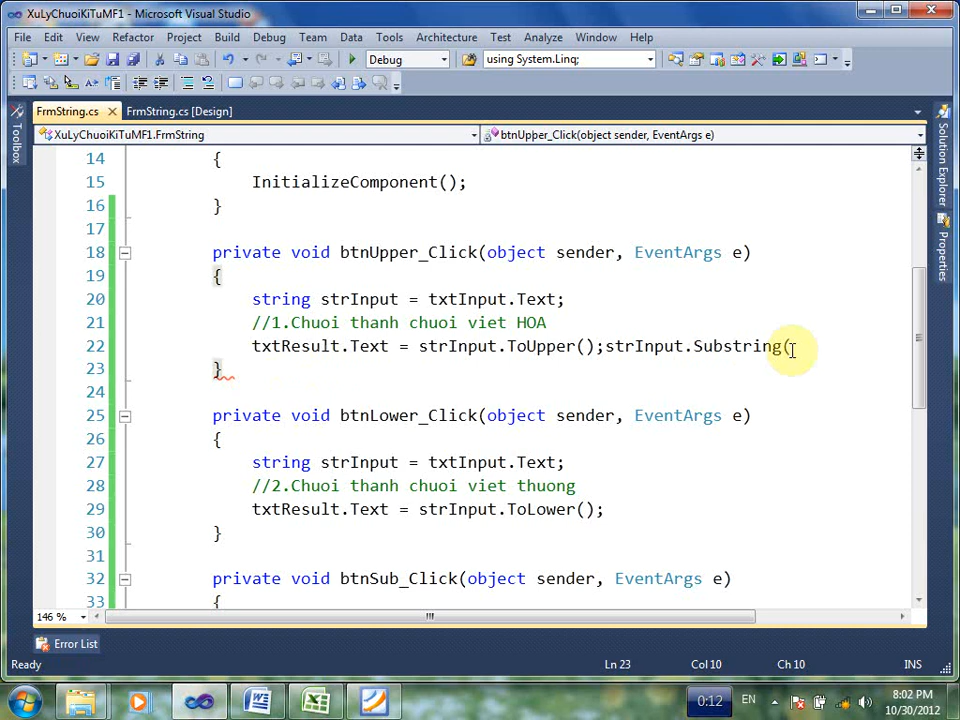 XuLyChuoiKiTuMF1 - Microsoft Visual Studio
File Edit View Refactor Project Build Debug Team Data Tools Architecture Test Analyze Window Help
Debug using System.Linq;
FrmString.cs FrmString.cs [Design]
XuLyChuoiKiTuMF1.FrmString btnUpper_Click(object sender, EventArgs e)
Toolbox
Solution Explorer
Properties
14 {
15 InitializeComponent();
16 }
17
18 private void btnUpper_Click(object sender, EventArgs e)
19 {
20 string strInput = txtInput.Text;
21 //1.Chuoi thanh chuoi viet HOA
22 txtResult.Text = strInput.ToUpper();strInput.Substring(
23 }
24
25 private void btnLower_Click(object sender, EventArgs e)
26 {
27 string strInput = txtInput.Text;
28 //2.Chuoi thanh chuoi viet thuong
29 txtResult.Text = strInput.ToLower();
30 }
31
32 private void btnSub_Click(object sender, EventArgs e)
33 {
146 %
Error List
Ready Ln 23 Col 10 Ch 10 INS
0:12 EN 8:02 PM
10/30/2012